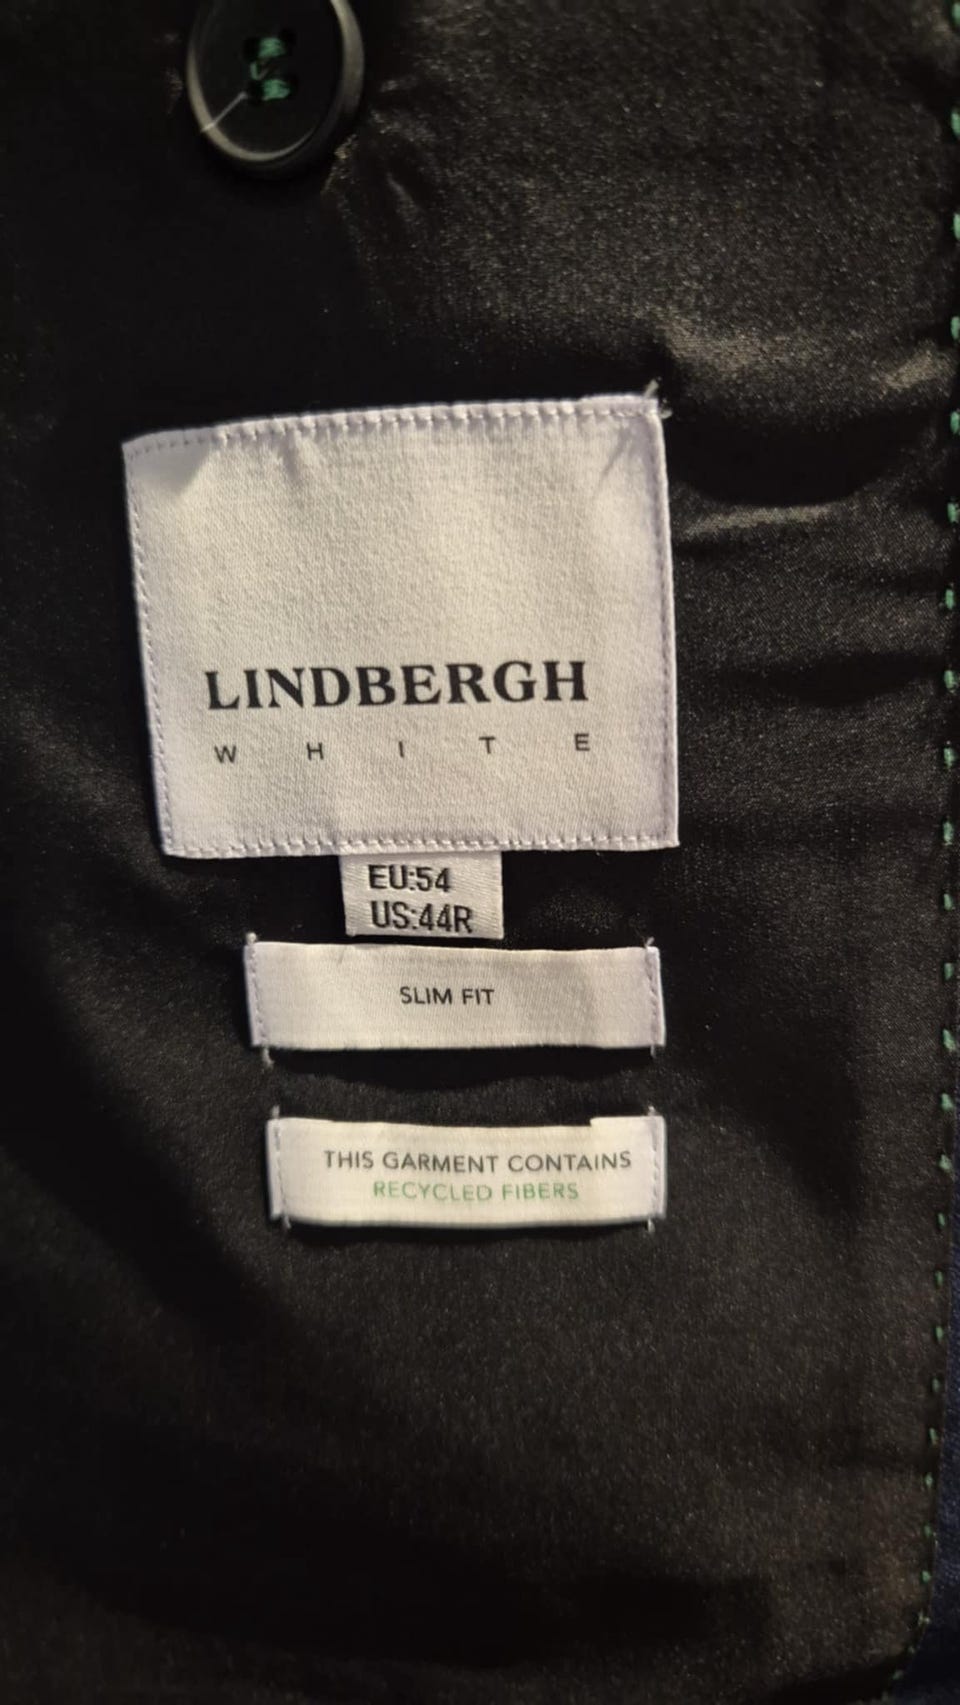 LINDBERGH
WHITE
EU:54
US:44R
SLIM FIT
THIS GARMENT CONTAINS
RECYCLED FIBERS